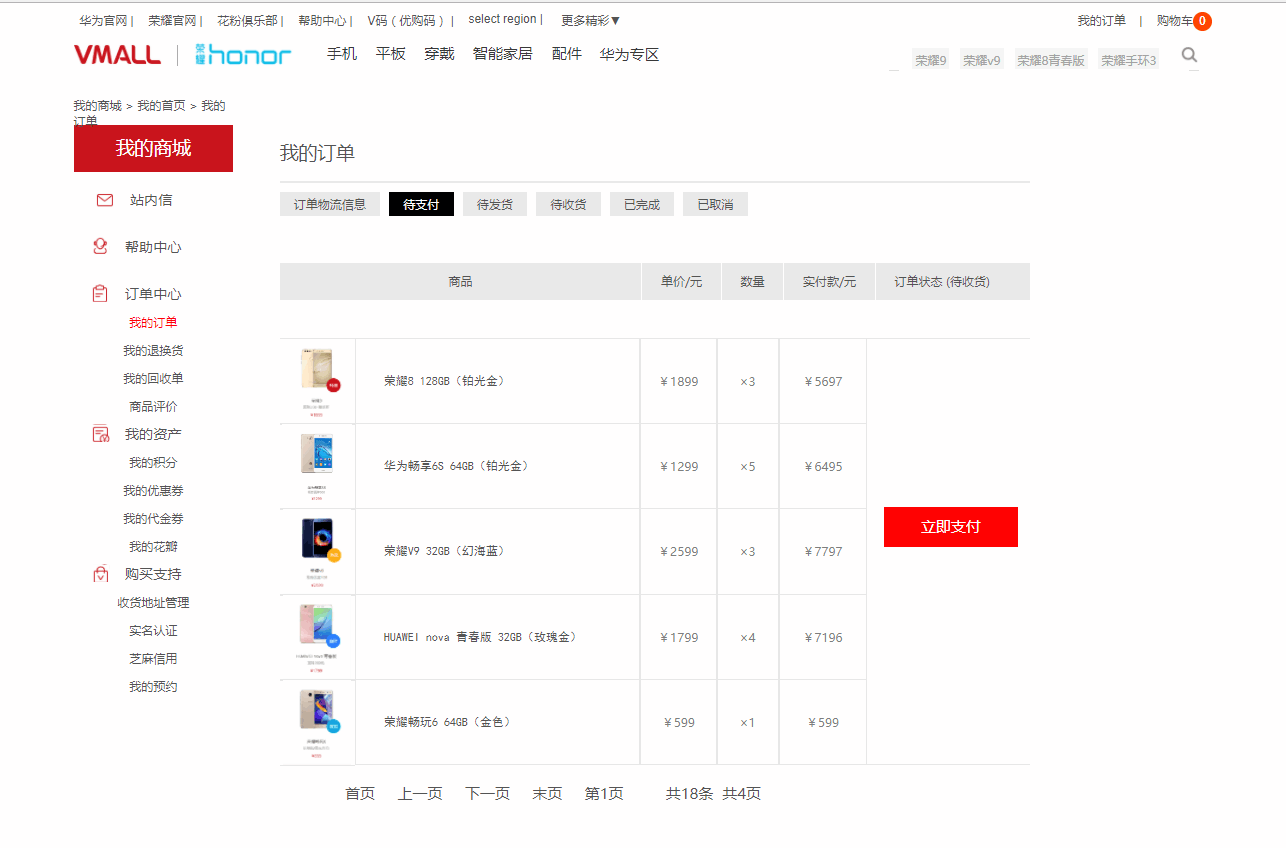 华为官网 | 荣耀官网 | 花粉俱乐部 | 帮助中心 | V码（优购码） | select region | 更多精彩▼ 我的订单 | 购物车 0
VMALL 荣耀 honor 手机 平板 穿戴 智能家居 配件 华为专区 荣耀9 荣耀v9 荣耀8青春版 荣耀手环3
我的商城 > 我的首页 > 我的
订单
我的商城
站内信
帮助中心
订单中心
我的订单
我的退换货
我的回收单
商品评价
我的资产
我的积分
我的优惠券
我的代金券
我的花瓣
购买支持
收货地址管理
实名认证
芝麻信用
我的预约
我的订单
订单物流信息 待支付 待发货 待收货 已完成 已取消
商品 单价/元 数量 实付款/元 订单状态 (待收货)
荣耀8 128GB（铂光金） ￥1899 ×3 ￥5697
华为畅享6S 64GB（铂光金） ￥1299 ×5 ￥6495
荣耀V9 32GB（幻海蓝） ￥2599 ×3 ￥7797
HUAWEI nova 青春版 32GB（玫瑰金） ￥1799 ×4 ￥7196
荣耀畅玩6 64GB（金色） ￥599 ×1 ￥599
立即支付
首页 上一页 下一页 末页 第1页 共18条 共4页